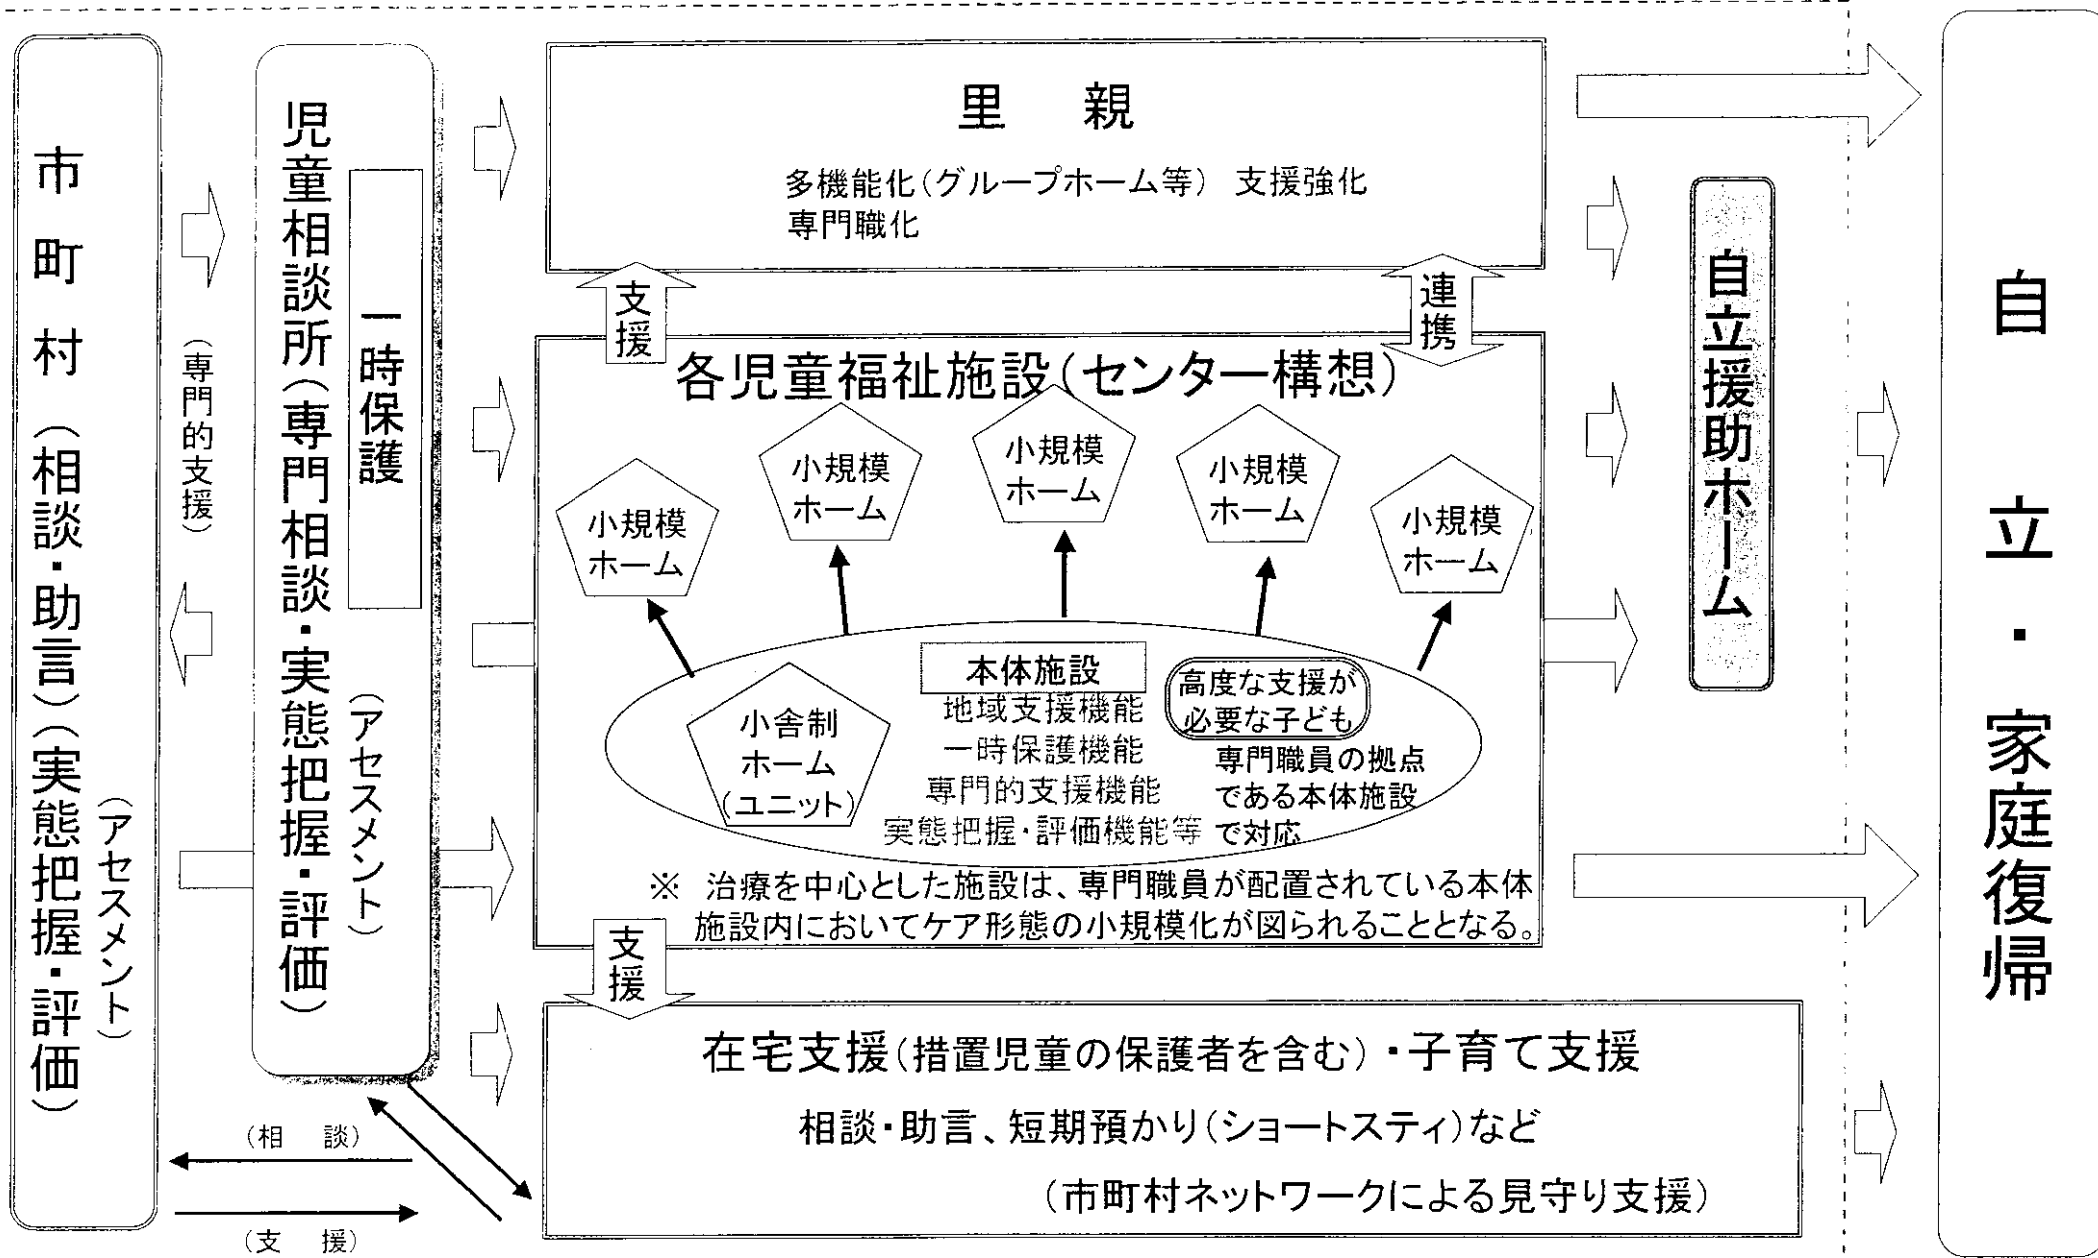 市町村（相談・助言）（実態把握・評価）
（アセスメント）
（専門的支援）
児童相談所（専門相談・実態把握・評価）
（アセスメント）
一時保護
里　親
多機能化（グループホーム等）　支援強化
専門職化
支援
連携
各児童福祉施設（センター構想）
小規模
ホーム
小規模
ホーム
小規模
ホーム
小規模
ホーム
小規模
ホーム
小舎制
ホーム
（ユニット）
本体施設
地域支援機能
一時保護機能
専門的支援機能
実態把握・評価機能等
高度な支援が
必要な子ども
専門職員の拠点
である本体施設
で対応
※　治療を中心とした施設は、専門職員が配置されている本体
施設内においてケア形態の小規模化が図られることとなる。
支援
在宅支援（措置児童の保護者を含む）・子育て支援
相談・助言、短期預かり（ショートスティ）など
（市町村ネットワークによる見守り支援）
（相　談）
（支　援）
自立援助ホーム
自立・家庭復帰